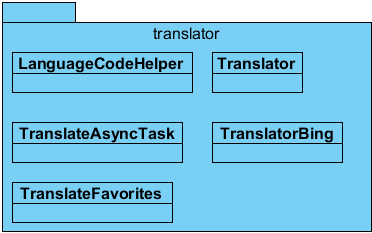 translator
LanguageCodeHelper
Translator
TranslateAsyncTask
TranslatorBing
TranslateFavorites